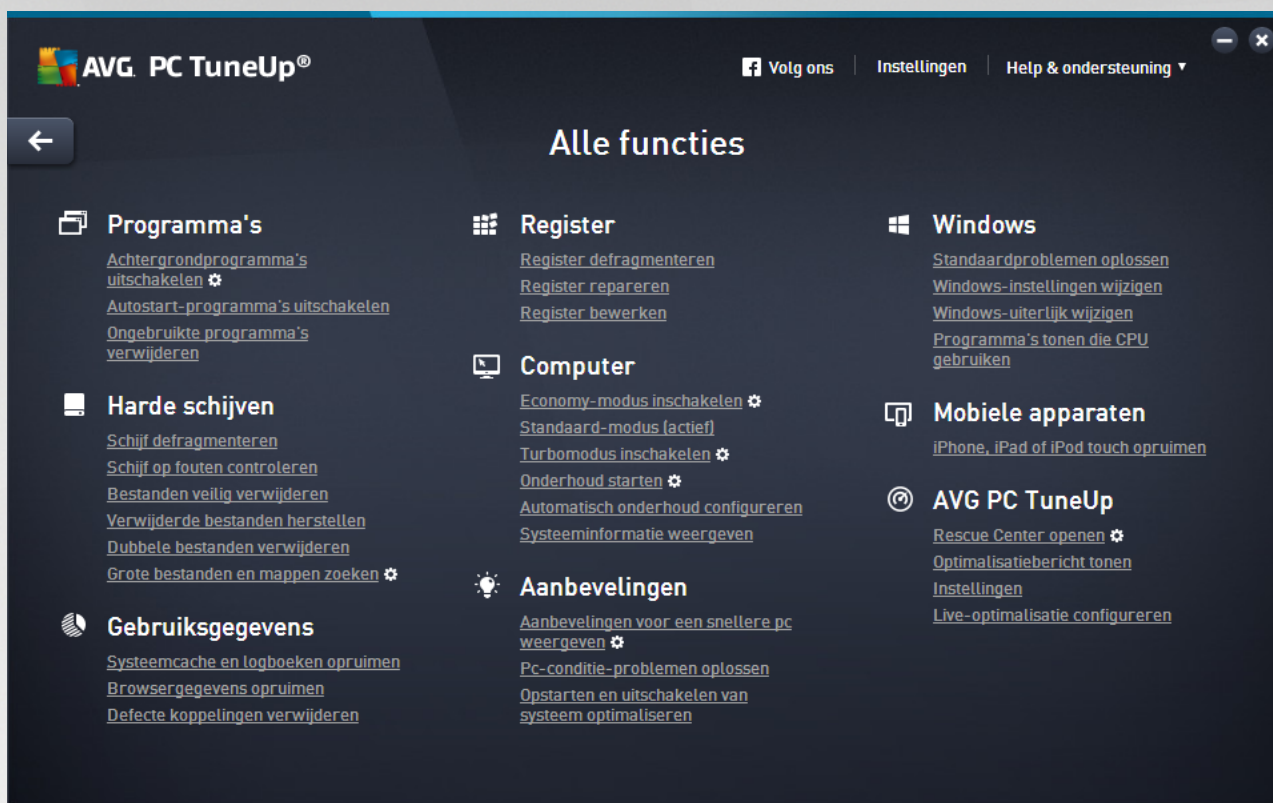 AVG. PC TuneUp®
Volg ons
Instellingen
Help & ondersteuning
Alle functies
Programma's
Achtergrondprogramma's
uitschakelen
Autostart-programma's uitschakelen
Ongebruikte programma's
verwijderen
Harde schijven
Schijf defragmenteren
Schijf op fouten controleren
Bestanden veilig verwijderen
Verwijderde bestanden herstellen
Dubbele bestanden verwijderen
Grote bestanden en mappen zoeken
Gebruiksgegevens
Systeemcache en logboeken opruimen
Browsergegevens opruimen
Defecte koppelingen verwijderen
Register
Register defragmenteren
Register repareren
Register bewerken
Computer
Economy-modus inschakelen
Standaard-modus (actief)
Turbomodus inschakelen
Onderhoud starten
Automatisch onderhoud configureren
Systeeminformatie weergeven
Aanbevelingen
Aanbevelingen voor een snellere pc
weergeven
Pc-conditie-problemen oplossen
Opstarten en uitschakelen van
systeem optimaliseren
Windows
Standaardproblemen oplossen
Windows-instellingen wijzigen
Windows-uiterlijk wijzigen
Programma's tonen die CPU
gebruiken
Mobiele apparaten
iPhone, iPad of iPod touch opruimen
AVG PC TuneUp
Rescue Center openen
Optimalisatiebericht tonen
Instellingen
Live-optimalisatie configureren